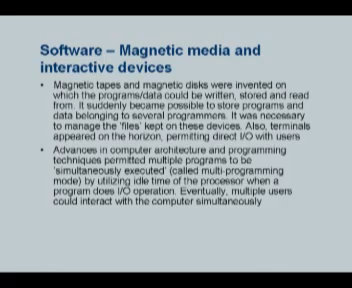 Software – Magnetic media and
interactive devices
• Magnetic tapes and magnetic disks were invented on
which the programs/data could be written, stored and read
from. It suddenly became possible to store programs and
data belonging to several programmers. It was necessary
to manage the 'files' kept on these devices. Also, terminals
appeared on the horizon, permitting direct I/O with users
• Advances in computer architecture and programming
techniques permitted multiple programs to be
'simultaneously executed' (called multi-programming
mode) by utilizing idle time of the processor when a
program does I/O operation. Eventually, multiple users
could interact with the computer simultaneously